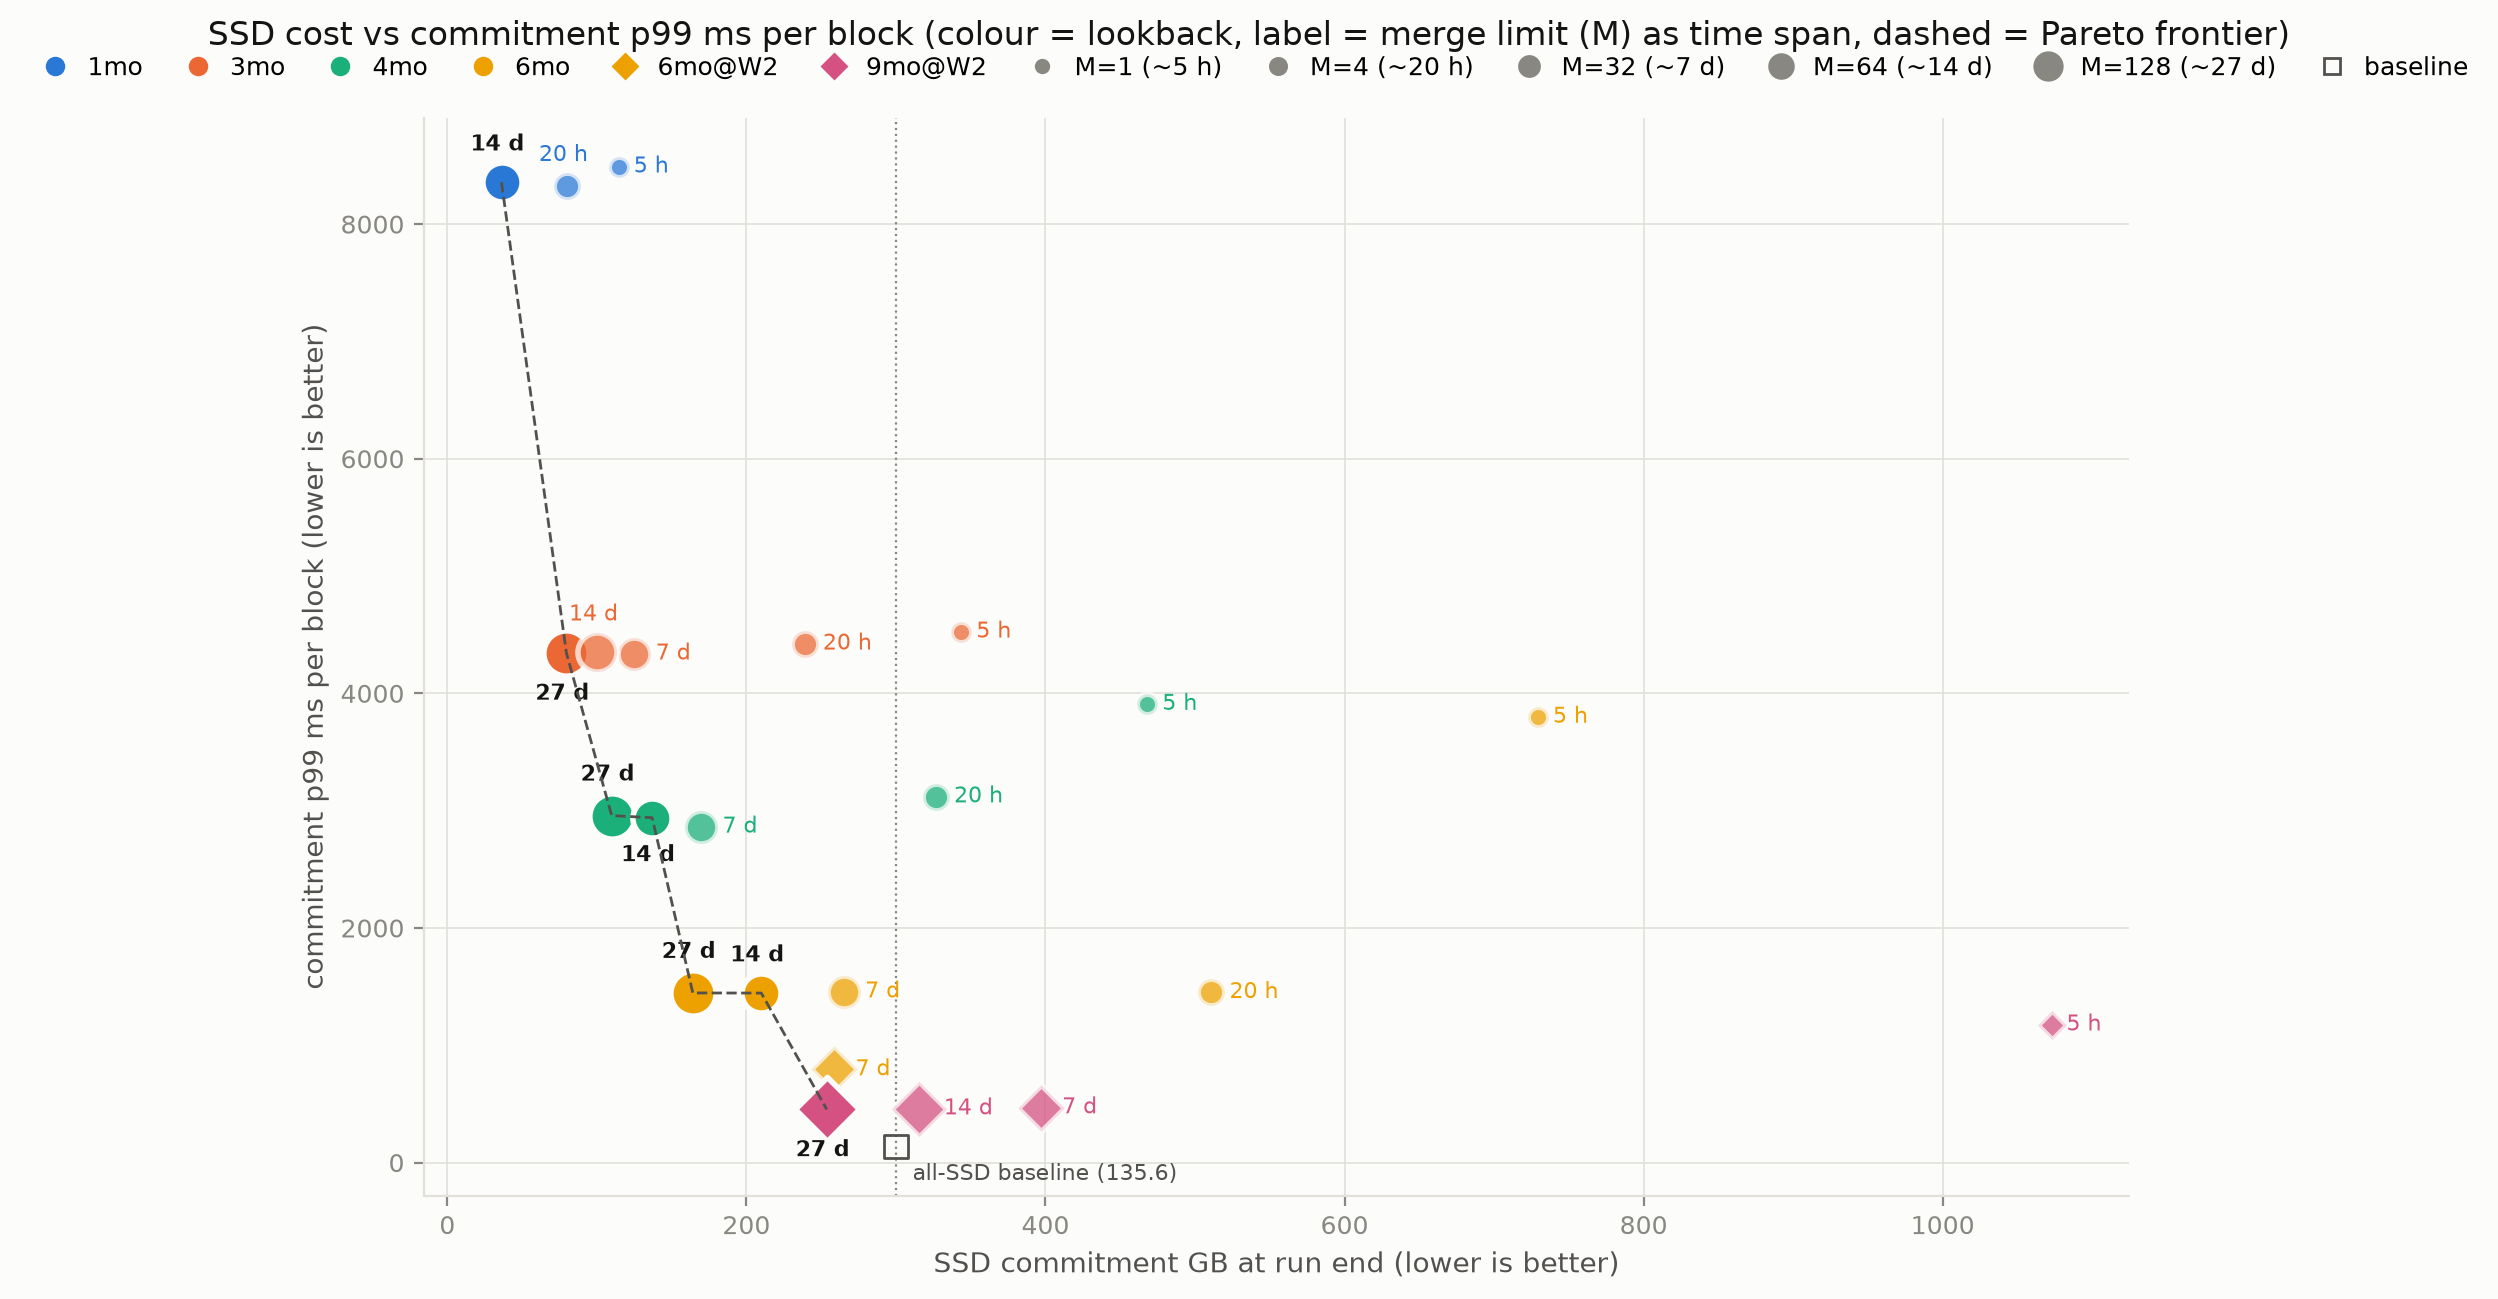 SSD cost vs commitment p99 ms per block (colour = lookback, label = merge limit (M) as time span, dashed = Pareto frontier)
1mo 3mo 4mo 6mo 6mo@W2 9mo@W2 M=1 (~5 h) M=4 (~20 h) M=32 (~7 d) M=64 (~14 d) M=128 (~27 d) baseline
14 d
20 h
5 h
8000
6000
14 d
27 d
7 d
20 h
5 h
4000
5 h
5 h
27 d
14 d
7 d
20 h
2000
27 d
14 d
7 d
20 h
5 h
7 d
27 d
14 d
7 d
0
all-SSD baseline (135.6)
commitment p99 ms per block (lower is better)
0 200 400 600 800 1000
SSD commitment GB at run end (lower is better)